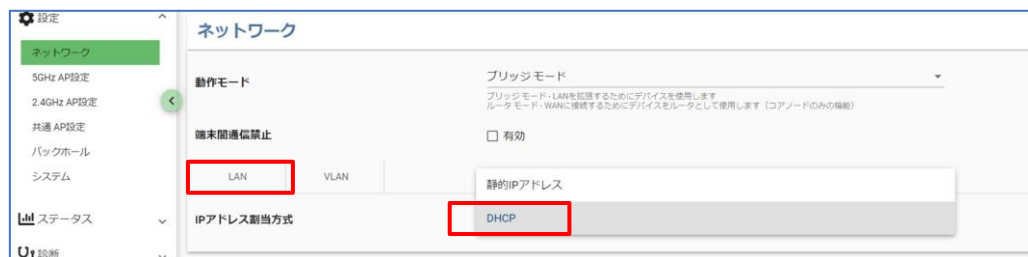 設定
ネットワーク
5GHz AP設定
2.4GHz AP設定
共通 AP設定
バックホール
システム
ステータス
診断
ネットワーク
動作モード
ブリッジ モード
ブリッジ モード - LANを拡張するためにデバイスを使用します
ルータ モード - WANに接続するためにデバイスをルータとして使用します（コアノードのみの機能）
端末間通信禁止
有効
LAN VLAN
静的IPアドレス
IPアドレス割当方式
DHCP